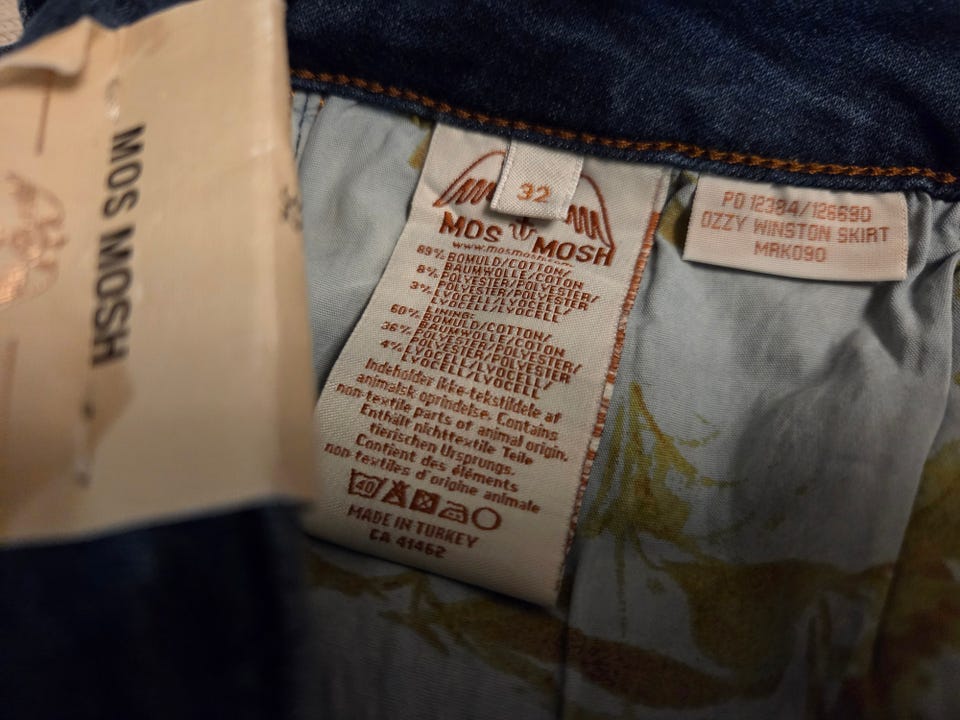 MOS MOSH
32
MOS MOSH
www.mosmosh.com
89% BOMULD/COTTON/
BAUMWOLLE/COTON
8% POLYESTER/POLYESTER/
POLYESTER/POLYESTER
3% LYOCELL/LYOCELL/
LYOCELL/LYOCELL
LINING:
60% BOMULD/COTTON/
BAUMWOLLE/COTON
36% POLYESTER/POLYESTER/
POLYESTER/POLYESTER
4% LYOCELL/LYOCELL/
LYOCELL/LYOCELL
Indeholder ikke-tekstildele af
animalsk oprindelse. Contains
non-textile parts of animal origin.
Enthält nichttextile Teile
tierischen Ursprungs.
Contient des éléments
non-textiles d'origine animale
40
MADE IN TURKEY
CA 41462
PO 12384/126690
OZZY WINSTON SKIRT
MRK090